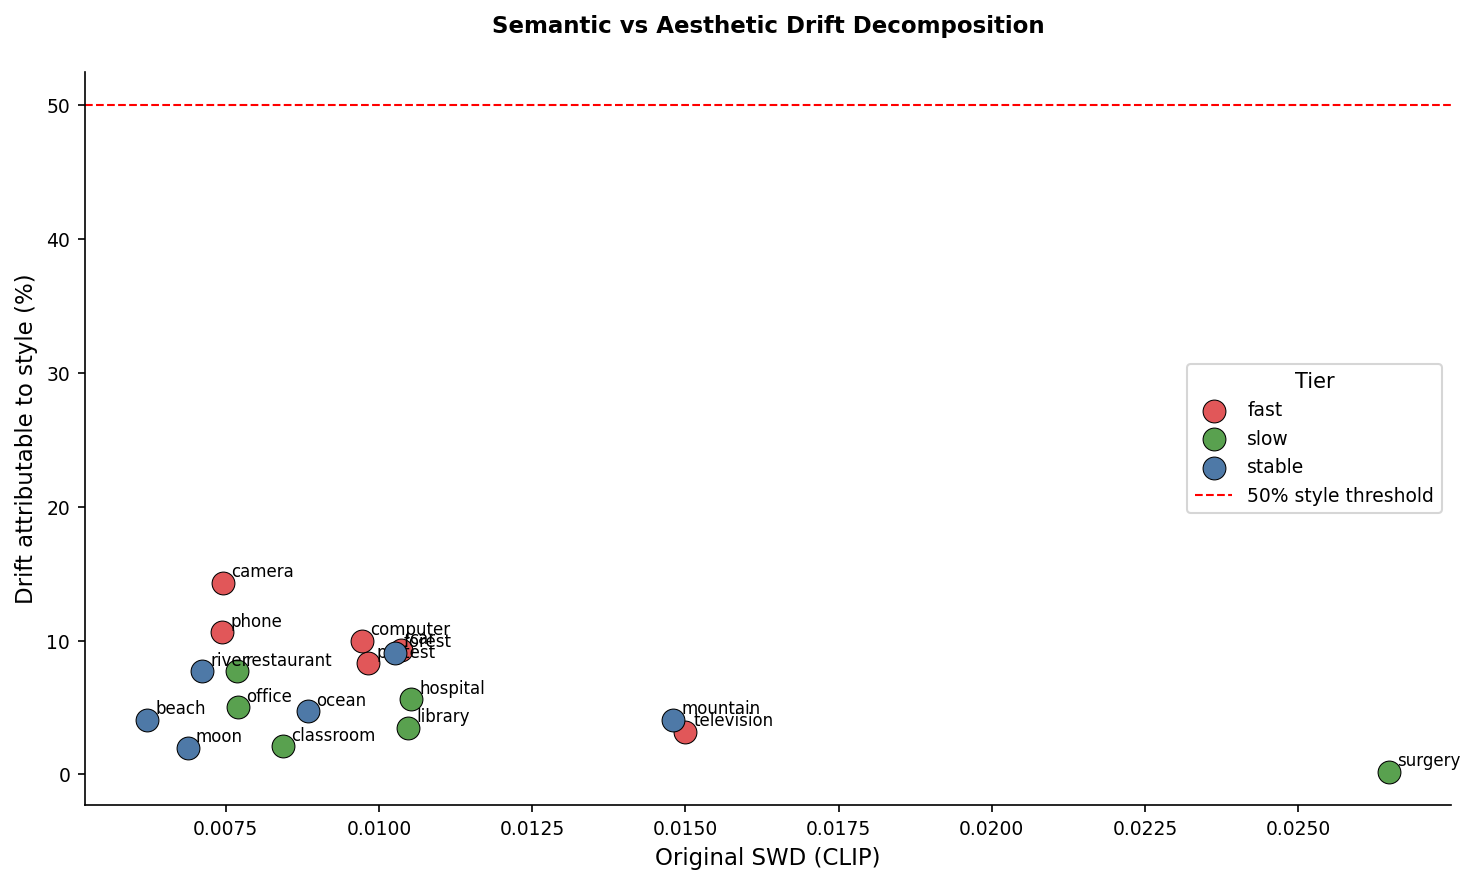 Semantic vs Aesthetic Drift Decomposition
Drift attributable to style (%)
50
40
30
20
10
0
Tier
fast
slow
stable
50% style threshold
camera
phone
computer
forest
river
restaurant
hospital
office
ocean
beach
library
mountain
television
moon
classroom
surgery
0.0075
0.0100
0.0125
0.0150
0.0175
0.0200
0.0225
0.0250
Original SWD (CLIP)